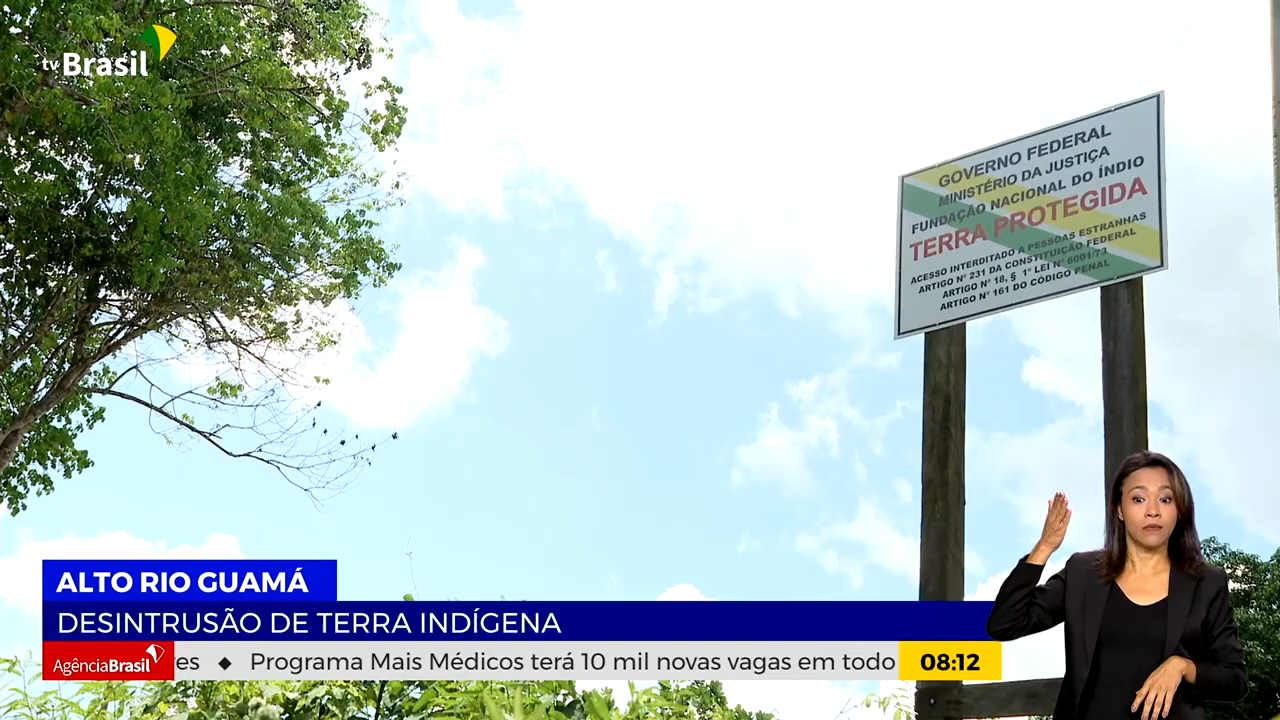 tv Brasil
GOVERNO FEDERAL
MINISTÉRIO DA JUSTIÇA
FUNDAÇÃO NACIONAL DO ÍNDIO
TERRA PROTEGIDA
ACESSO INTERDITADO A PESSOAS ESTRANHAS
ARTIGO Nº 231 DA CONSTITUIÇÃO FEDERAL
ARTIGO Nº 18, § 1º LEI Nº 6001/73
ARTIGO Nº 161 DO CÓDIGO PENAL
ALTO RIO GUAMÁ
DESINTRUSÃO DE TERRA INDÍGENA
AgênciaBrasil es ◆ Programa Mais Médicos terá 10 mil novas vagas em todo 08:12